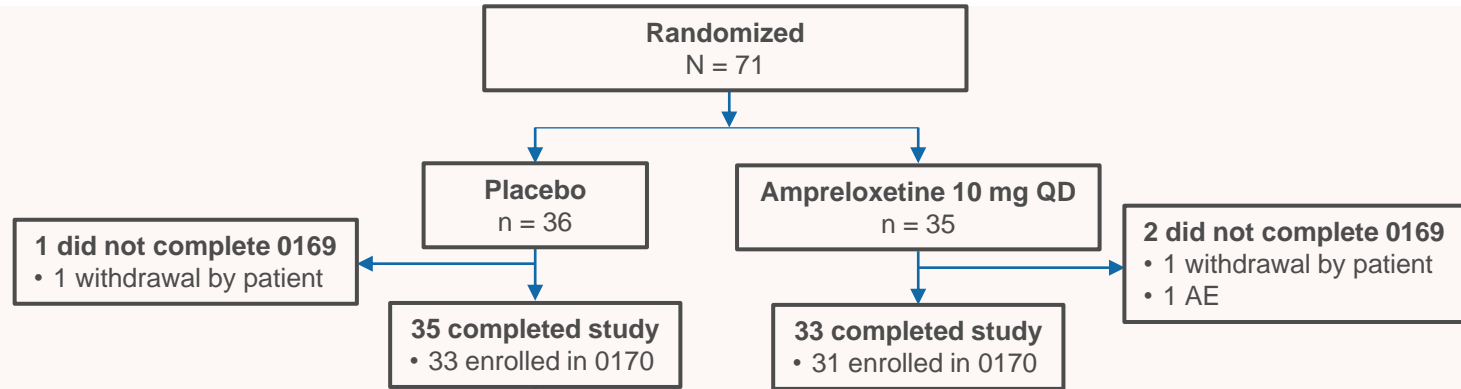 Randomized
N = 71
Placebo
n = 36
Ampreloxetine 10 mg QD
n = 35
1 did not complete 0169
• 1 withdrawal by patient
2 did not complete 0169
• 1 withdrawal by patient
• 1 AE
35 completed study
• 33 enrolled in 0170
33 completed study
• 31 enrolled in 0170